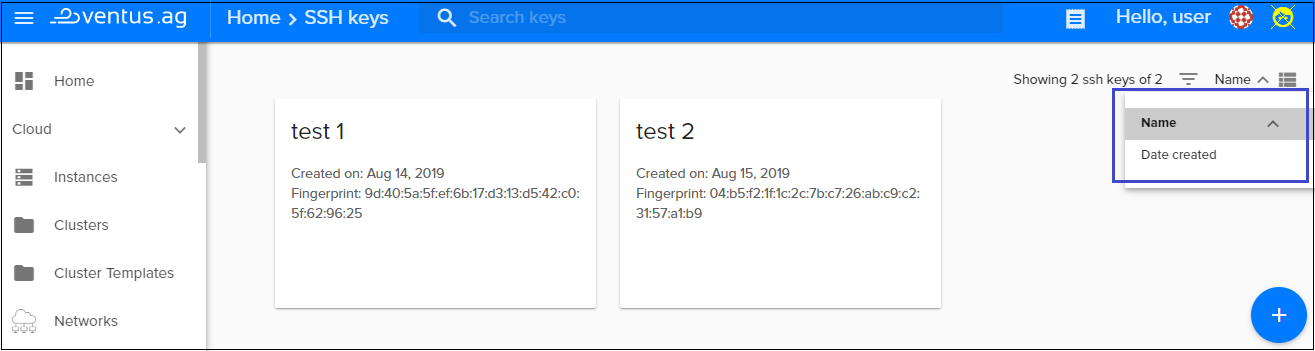 ventus.ag
Home > SSH keys
Search keys
Hello, user
Home
Cloud
Instances
Clusters
Cluster Templates
Networks
Showing 2 ssh keys of 2
Name
Name
Date created
test 1
Created on: Aug 14, 2019
Fingerprint: 9d:40:5a:5f:ef:6b:17:d3:13:d5:42:c0:
5f:62:96:25
test 2
Created on: Aug 15, 2019
Fingerprint: 04:b5:f2:1f:1c:2c:7b:c7:26:ab:c9:c2:
31:57:a1:b9